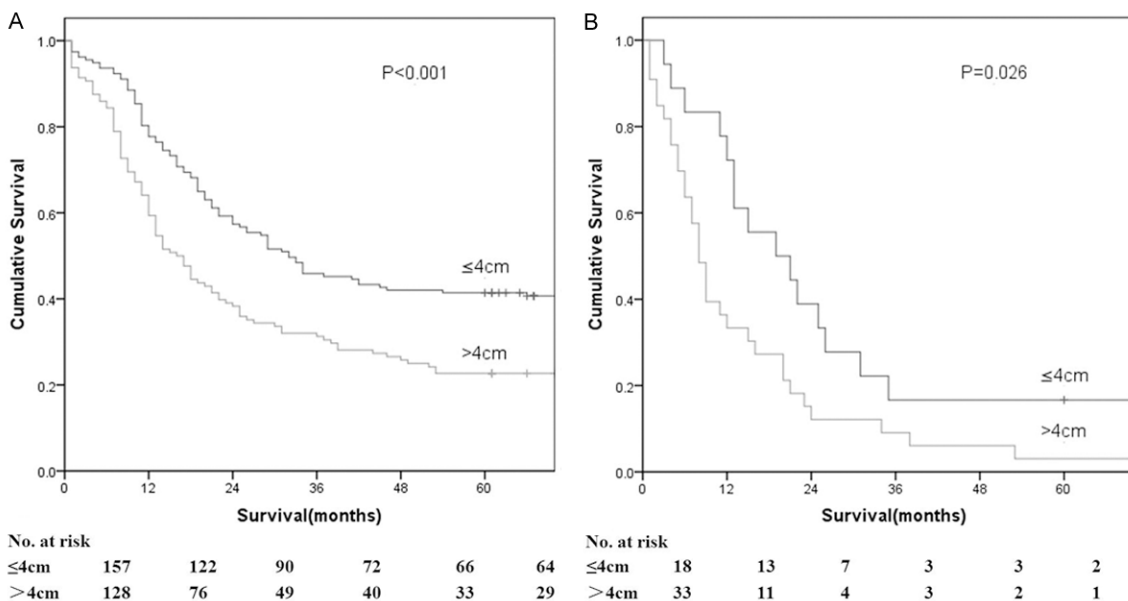 A
1.0
0.8
0.6
0.4
0.2
0.0
Cumulative Survival
P<0.001
≤4cm
>4cm
0 12 24 36 48 60
Survival(months)
No. at risk
≤4cm 157 122 90 72 66 64
>4cm 128 76 49 40 33 29
B
1.0
0.8
0.6
0.4
0.2
0.0
Cumulative Survival
P=0.026
≤4cm
>4cm
0 12 24 36 48 60
Survival(months)
No. at risk
≤4cm 18 13 7 3 3 2
>4cm 33 11 4 3 2 1